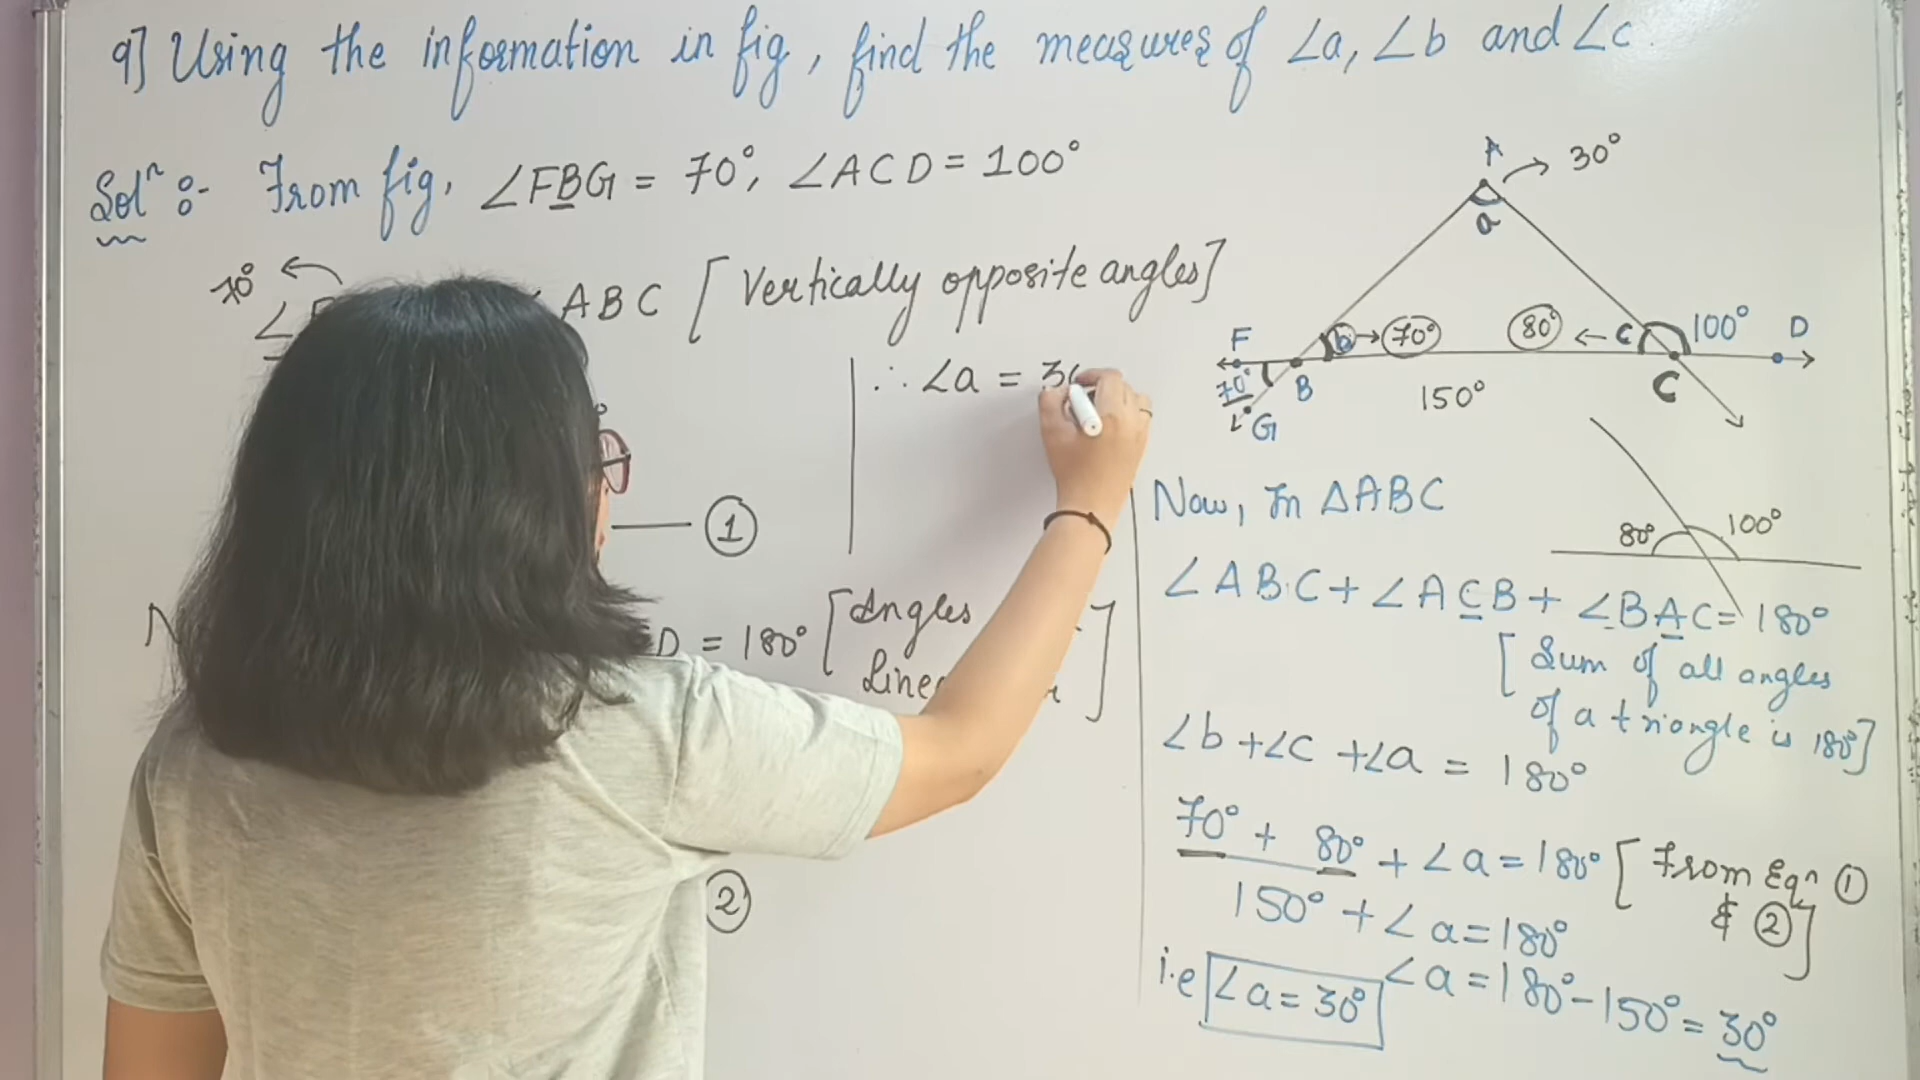 9] Using the information in fig, find the measures of ∠a, ∠b and ∠c.
Solⁿ :- From fig, ∠FBG = 70°, ∠ACD = 100°
70°
∠
ABC [Vertically opposite angles]
∴ ∠a = 30
1
D = 180° [Angles
Line
]
2
A → 30°
a
F b → 70° 80° ← c 100° D
70° B 150° C
G
80° 100°
Now, In △ABC
∠ABC + ∠ACB + ∠BAC = 180°
[Sum of all angles
of a triangle is 180°]
∠b + ∠c + ∠a = 180°
70° + 80° + ∠a = 180° [From Eqⁿ 1
& 2]
150° + ∠a = 180°
∠a = 180° - 150° = 30°
i.e ∠a = 30°